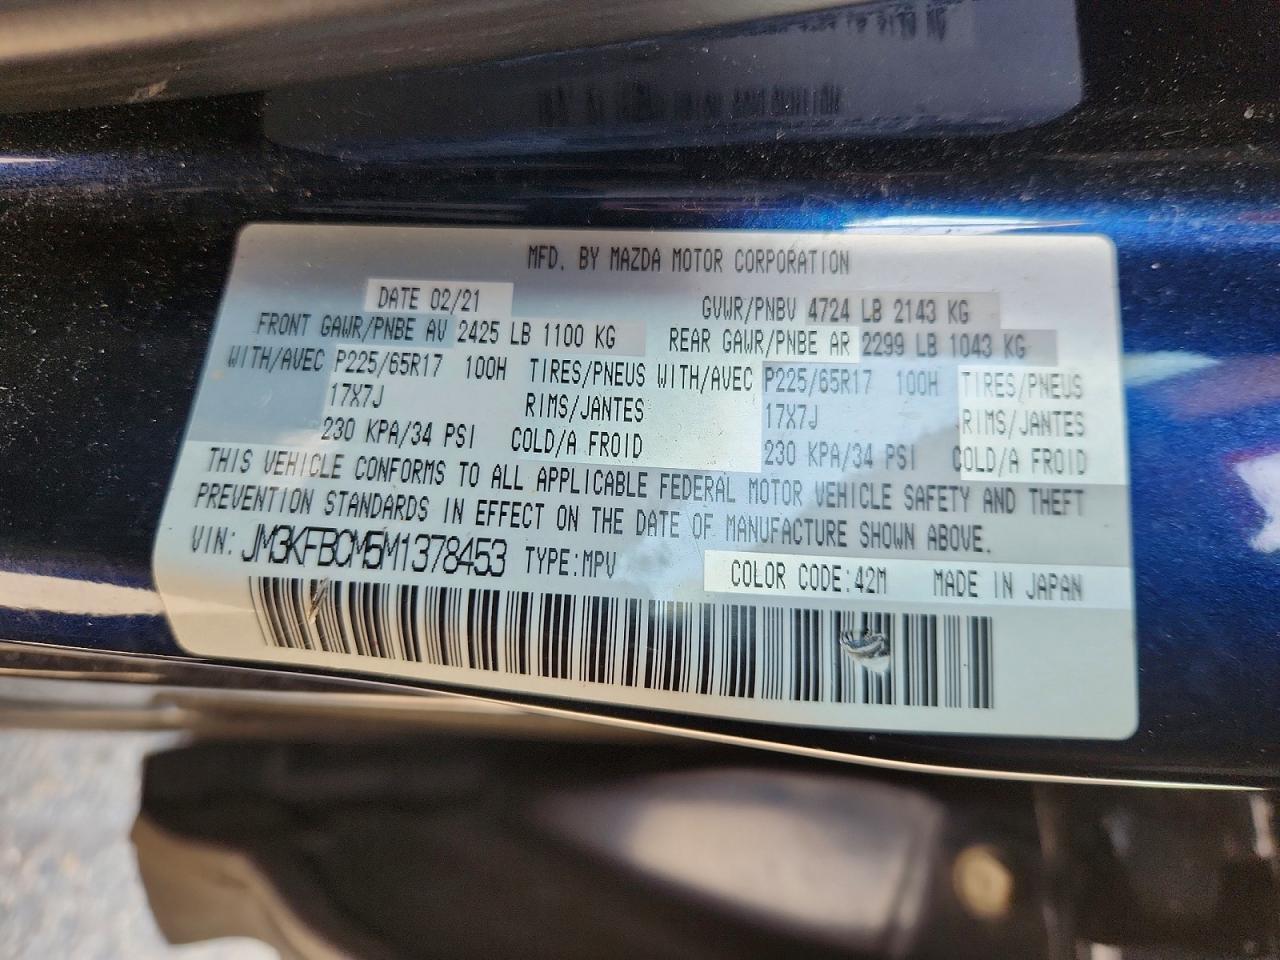 MFD. BY MAZDA MOTOR CORPORATION
DATE 02/21 GVWR/PNBV 4724 LB 2143 KG
FRONT GAWR/PNBE AV 2425 LB 1100 KG REAR GAWR/PNBE AR 2299 LB 1043 KG
WITH/AVEC P225/65R17 100H TIRES/PNEUS WITH/AVEC P225/65R17 100H TIRES/PNEUS
17X7J RIMS/JANTES 17X7J RIMS/JANTES
230 KPA/34 PSI COLD/A FROID 230 KPA/34 PSI COLD/A FROID
THIS VEHICLE CONFORMS TO ALL APPLICABLE FEDERAL MOTOR VEHICLE SAFETY AND THEFT
PREVENTION STANDARDS IN EFFECT ON THE DATE OF MANUFACTURE SHOWN ABOVE.
VIN: JM3KFBCM5M1378453 TYPE:MPV COLOR CODE:42M MADE IN JAPAN